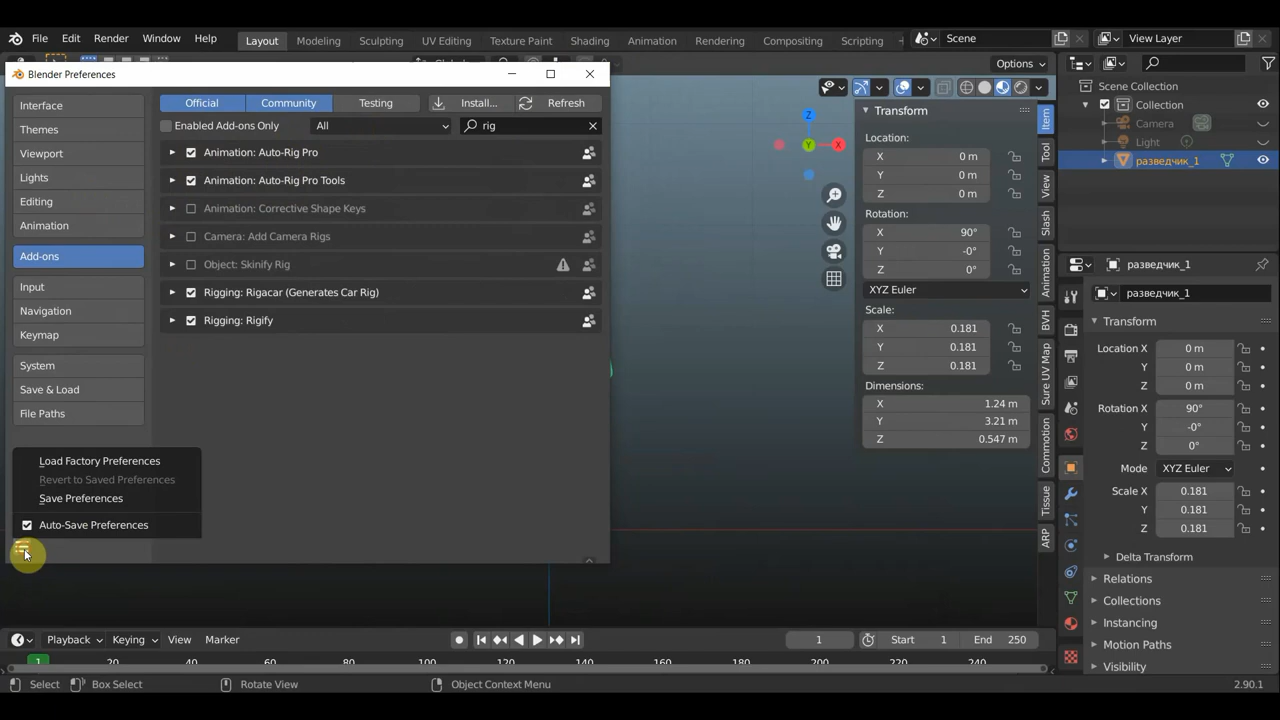 File Edit Render Window Help
Layout Modeling Sculpting UV Editing Texture Paint Shading Animation Rendering Compositing Scripting
Scene
View Layer
Options
Blender Preferences
Interface
Themes
Viewport
Lights
Editing
Animation
Add-ons
Input
Navigation
Keymap
System
Save & Load
File Paths
Load Factory Preferences
Revert to Saved Preferences
Save Preferences
Auto-Save Preferences
Official Community Testing Install... Refresh
Enabled Add-ons Only All rig
Animation: Auto-Rig Pro
Animation: Auto-Rig Pro Tools
Animation: Corrective Shape Keys
Camera: Add Camera Rigs
Object: Skinify Rig
Rigging: Rigacar (Generates Car Rig)
Rigging: Rigify
Z
Y
X
Transform
Location:
X 0 m
Y 0 m
Z 0 m
Rotation:
X 90°
Y -0°
Z 0°
XYZ Euler
Scale:
X 0.181
Y 0.181
Z 0.181
Dimensions:
X 1.24 m
Y 3.21 m
Z 0.547 m
Item
Tool
View
Slash
Animation
BVH
Sure UV Map
Commotion
Tissue
ARP
Scene Collection
Collection
Camera
Light
разведчик_1
разведчик_1
разведчик_1
Transform
Location X 0 m
Y 0 m
Z 0 m
Rotation X 90°
Y -0°
Z 0°
Mode XYZ Euler
Scale X 0.181
Y 0.181
Z 0.181
Delta Transform
Relations
Collections
Instancing
Motion Paths
Visibility
Playback Keying View Marker
1 Start 1 End 250
1 20 40 60 80 100 120 140 160 180 200 220 240
Select Box Select Rotate View Object Context Menu 2.90.1